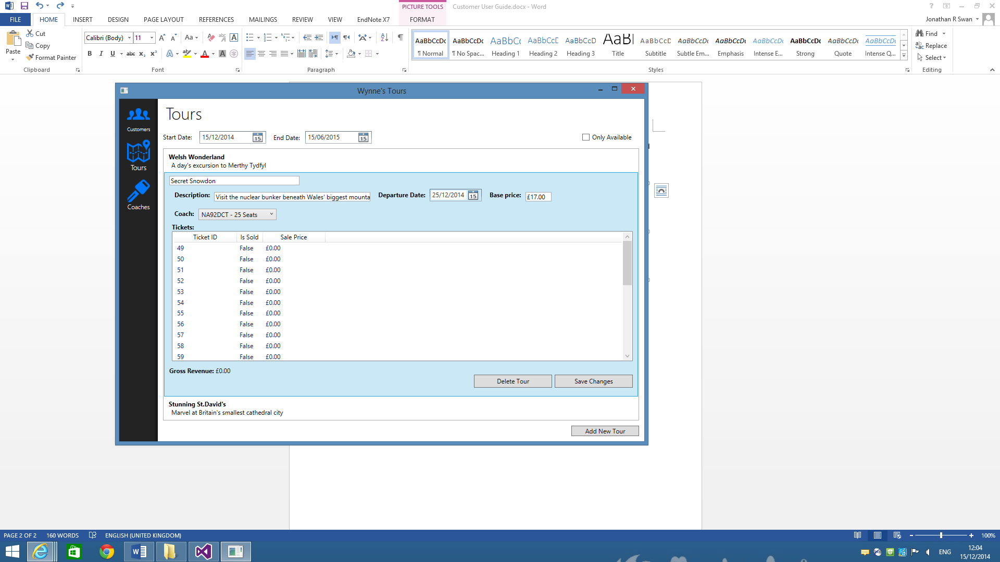 PICTURE TOOLS
Customer User Guide.docx - Word
FILE
HOME
INSERT
DESIGN
PAGE LAYOUT
REFERENCES
MAILINGS
REVIEW
VIEW
EndNote X7
FORMAT
Jonathan R Swan
Paste
Cut
Copy
Format Painter
Clipboard
Calibri (Body)
11
Font
Paragraph
AaBbCcDc
¶ Normal
AaBbCcDc
¶ No Spac...
AaBbC
Heading 1
AaBbCcD
Heading 2
AaBbCcD
Heading 3
AaBl
Title
AaBbCcD
Subtitle
AaBbCcDc
Subtle Em...
AaBbCcDc
Emphasis
AaBbCcDc
Intense E...
AaBbCcDc
Strong
AaBbCcDc
Quote
AaBbCcDc
Intense Q...
Styles
Find
Replace
Select
Editing
Wynne's Tours
Customers
Tours
Coaches
Tours
Start Date: 15/12/2014 15 End Date: 15/06/2015 15
Only Available
Welsh Wonderland
A day's excursion to Merthy Tydfyl
Secret Snowdon
Description: Visit the nuclear bunker beneath Wales' biggest mounta Departure Date: 25/12/2014 15 Base price: £17.00
Coach: NA92DCT - 25 Seats
Tickets:
Ticket ID Is Sold Sale Price
49 False £0.00
50 False £0.00
51 False £0.00
52 False £0.00
53 False £0.00
54 False £0.00
55 False £0.00
56 False £0.00
57 False £0.00
58 False £0.00
59 False £0.00
Gross Revenue: £0.00
Delete Tour
Save Changes
Stunning St.David's
Marvel at Britain's smallest cathedral city
Add New Tour
PAGE 2 OF 2 160 WORDS ENGLISH (UNITED KINGDOM)
100%
ENG
12:04
15/12/2014